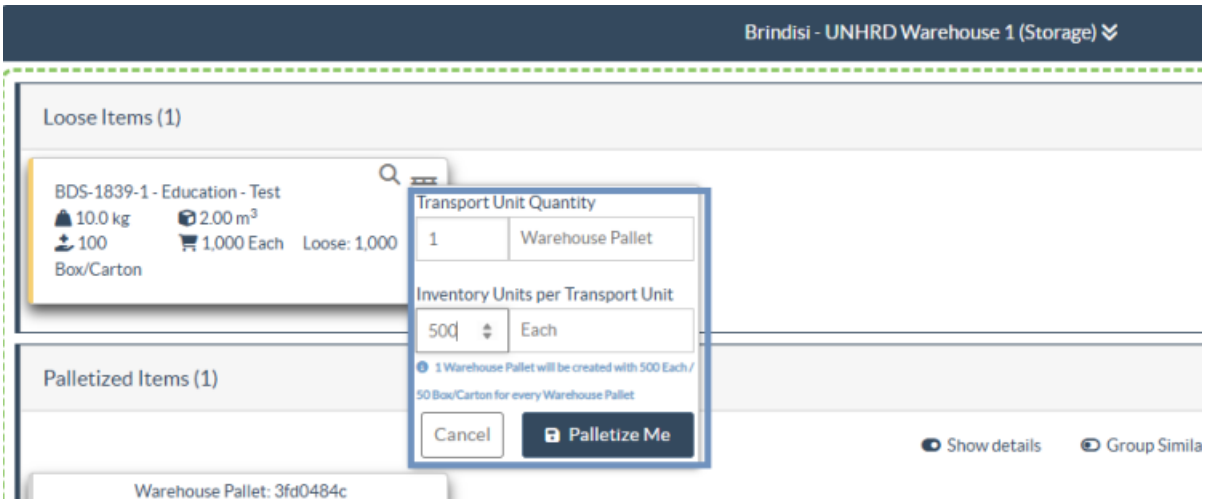 Brindisi - UNHRD Warehouse 1 (Storage)
Loose Items (1)
BDS-1839-1 - Education - Test
10.0 kg 2.00 m³
100 1,000 Each Loose: 1,000
Box/Carton
Transport Unit Quantity
1 Warehouse Pallet
Inventory Units per Transport Unit
500 Each
1 Warehouse Pallet will be created with 500 Each /
50 Box/Carton for every Warehouse Pallet
Cancel Palletize Me
Palletized Items (1)
Show details Group Simila
Warehouse Pallet: 3fd0484c